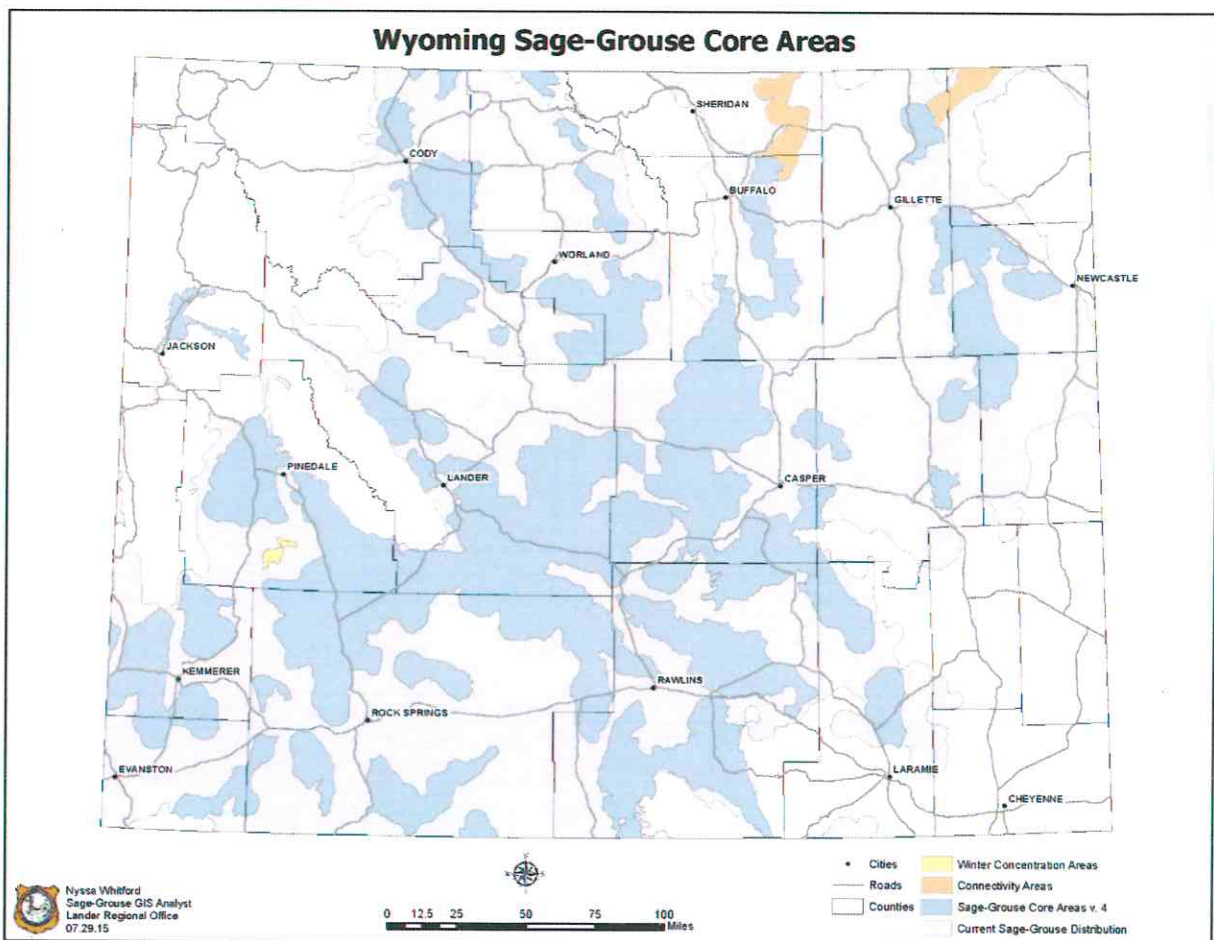 Wyoming Sage-Grouse Core Areas
SHERIDAN
CODY
BUFFALO
GILLETTE
WORLAND
NEWCASTLE
JACKSON
PINEDALE
LANDER
CASPER
KEMMERER
RAWLINS
ROCK SPRINGS
EVANSTON
LARAMIE
CHEYENNE
Nyssa Whitford
Sage-Grouse GIS Analyst
Lander Regional Office
07.29.15
0 12.5 25 50 75 100
Miles
Cities
Roads
Counties
Winter Concentration Areas
Connectivity Areas
Sage-Grouse Core Areas v. 4
Current Sage-Grouse Distribution